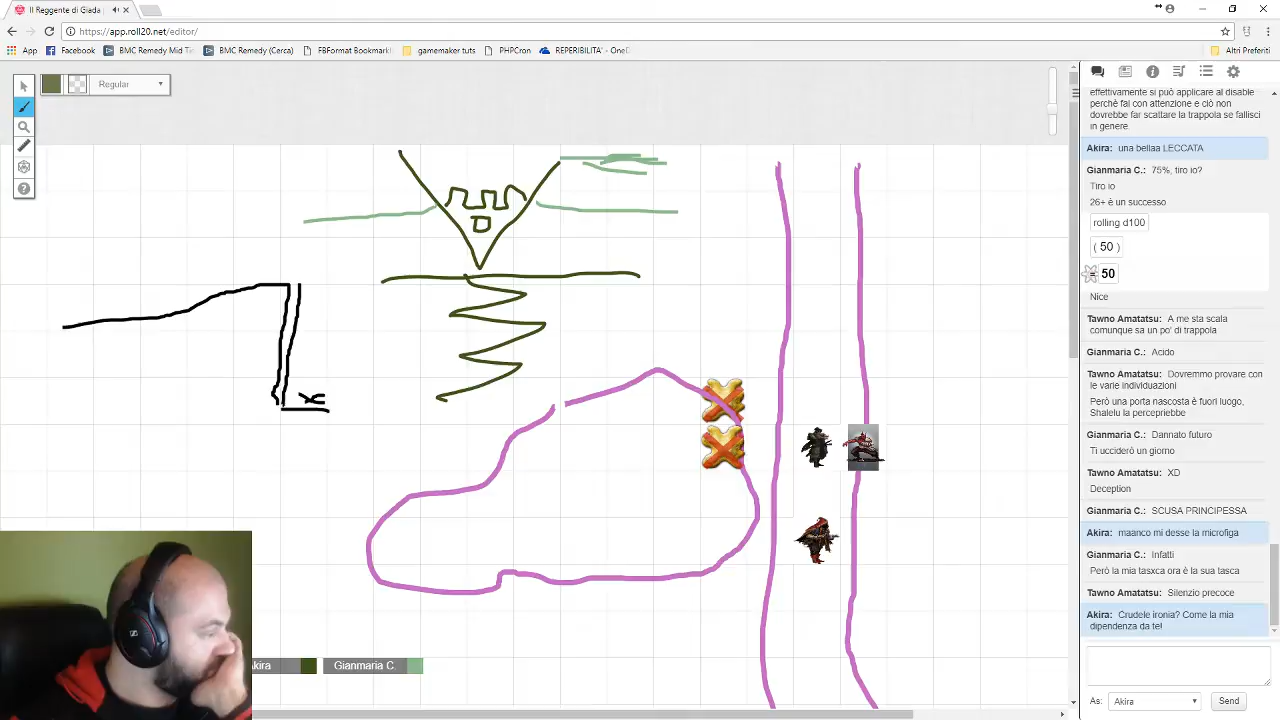 Il Reggente di Giada
https://app.roll20.net/editor/
App
Facebook
BMC Remedy Mid Ti
BMC Remedy (Cerca)
FBFormat Bookmarkl
gamemaker tuts
PHPCron
REPERIBILITA' - OneD
Altri Preferiti
Regular
effettivamente si può applicar al disable
perchè fai con attenzione e ciò non
dovrebbe far scattare la trappola se fallisci
in genere.
Akira: una bellaa LECCATA
Gianmaria C.: 75%, tiro io?
Tiro io
26+ è un successo
rolling d100
( 50 )
= 50
Nice
Tawno Amatatsu: A me sta scala
comunque sa un po' di trappola
Gianmaria C.: Acido
Tawno Amatatsu: Dovremmo provare con
le varie individuazioni
Però una porta nascosta è fuori luogo,
Shalelu la percepriebbe
Gianmaria C.: Dannato futuro
Ti ucciderò un giorno
Tawno Amatatsu: XD
Deception
Gianmaria C.: SCUSA PRINCIPESSA
Akira: maanco mi desse la microfiga
Gianmaria C.: Infatti
Però la mia tasxca ora è la sua tasca
Tawno Amatatsu: Silenzio precoce
Akira: Crudele ironia? Come la mia
dipendenza da te!
kira
Gianmaria C.
As:
Akira
Send